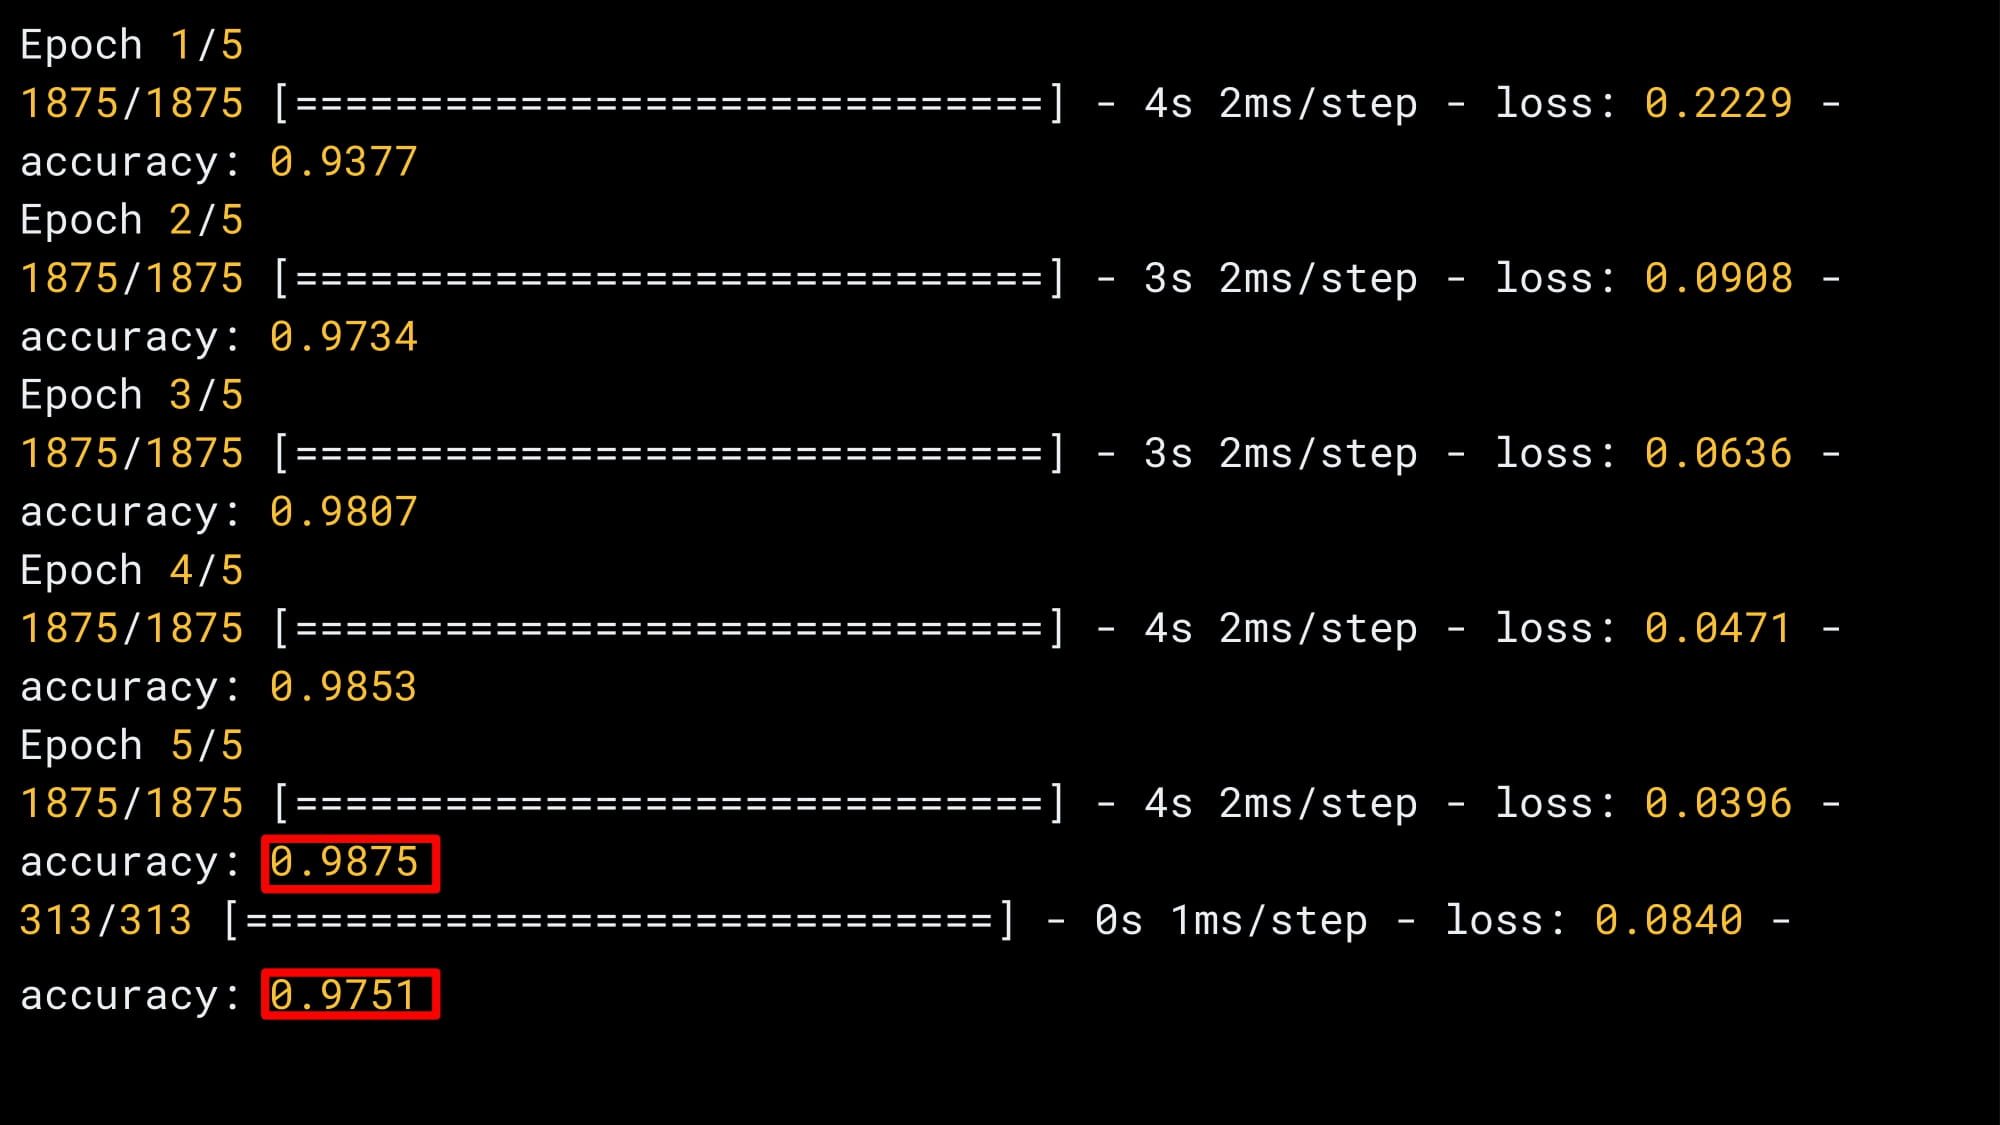 Epoch 1/5
1875/1875 [==============================] - 4s 2ms/step - loss: 0.2229 -
accuracy: 0.9377
Epoch 2/5
1875/1875 [==============================] - 3s 2ms/step - loss: 0.0908 -
accuracy: 0.9734
Epoch 3/5
1875/1875 [==============================] - 3s 2ms/step - loss: 0.0636 -
accuracy: 0.9807
Epoch 4/5
1875/1875 [==============================] - 4s 2ms/step - loss: 0.0471 -
accuracy: 0.9853
Epoch 5/5
1875/1875 [==============================] - 4s 2ms/step - loss: 0.0396 -
accuracy: 0.9875
313/313 [==============================] - 0s 1ms/step - loss: 0.0840 -
accuracy: 0.9751